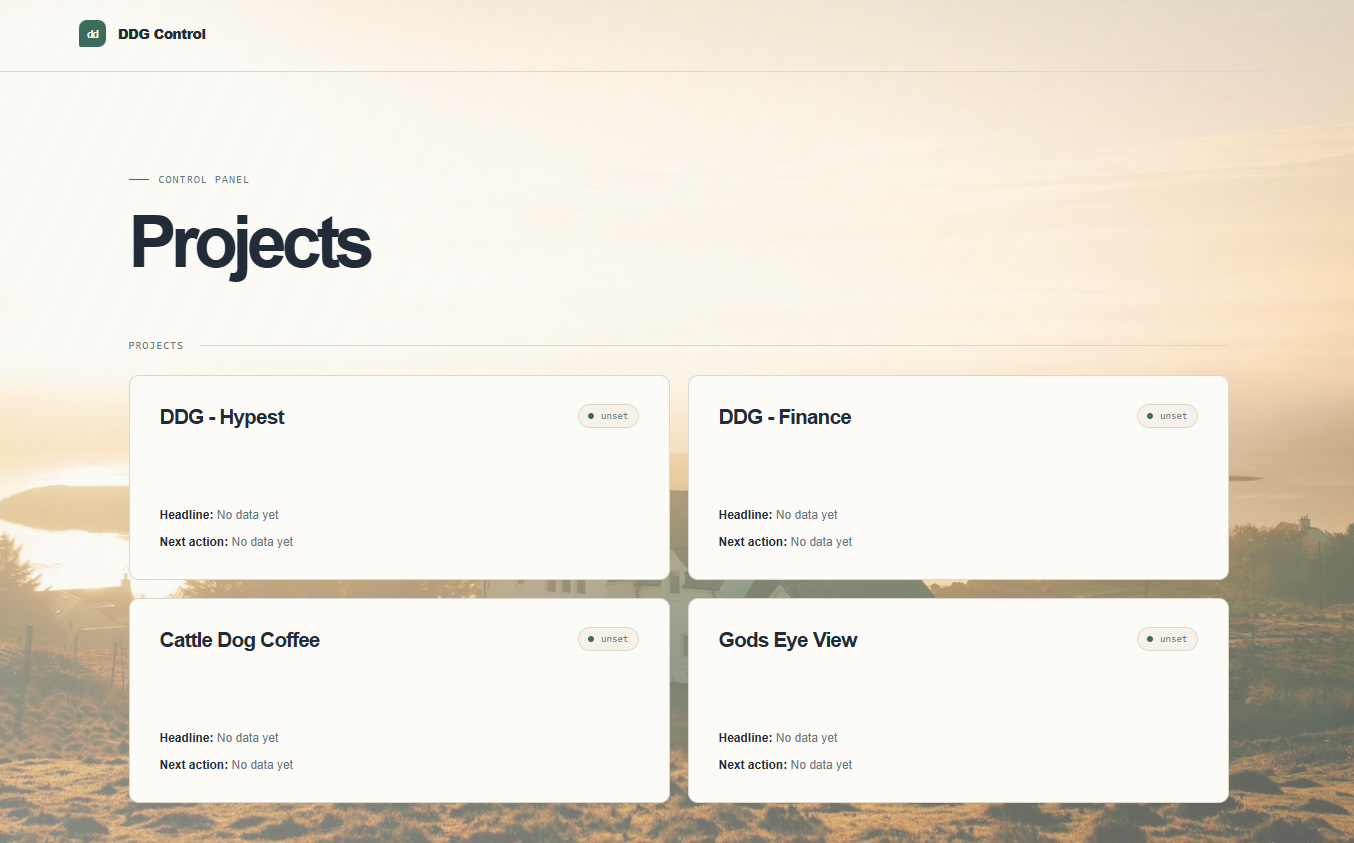 dd
DDG Control
CONTROL PANEL
Projects
PROJECTS
DDG - Hypest
unset
Headline: No data yet
Next action: No data yet
DDG - Finance
unset
Headline: No data yet
Next action: No data yet
Cattle Dog Coffee
unset
Headline: No data yet
Next action: No data yet
Gods Eye View
unset
Headline: No data yet
Next action: No data yet